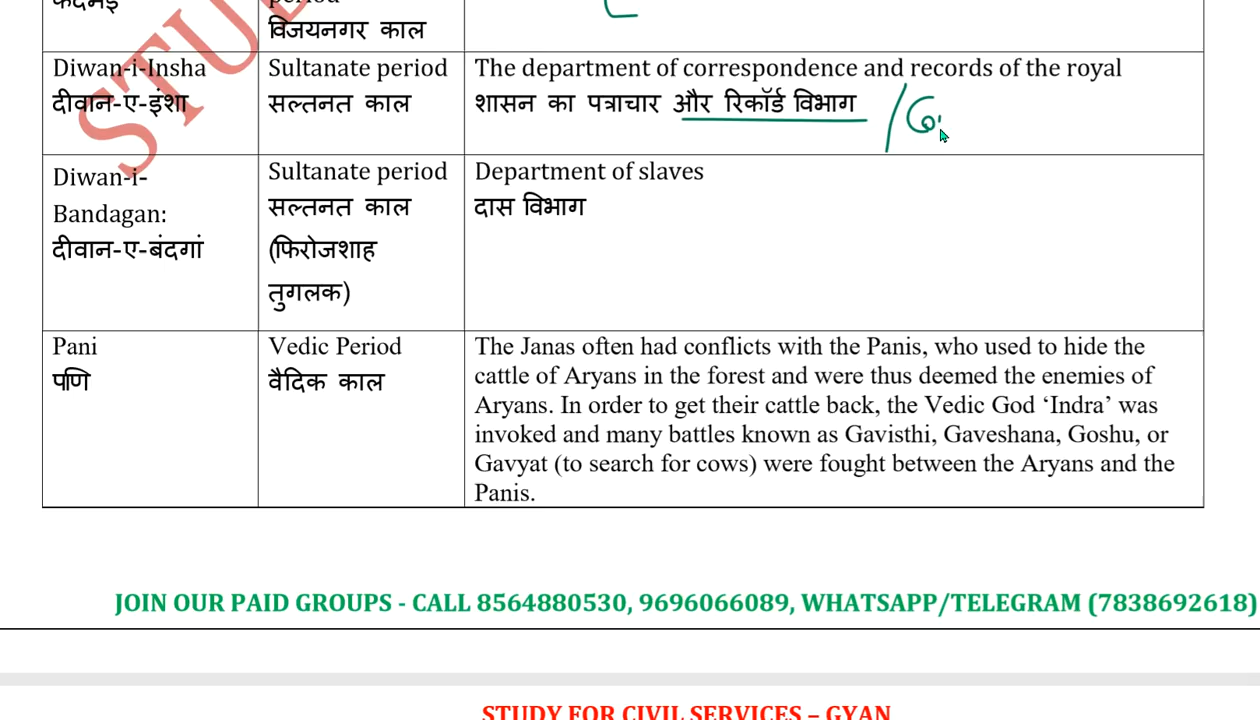 विजयनगर काल
Diwan-i-Insha
दीवान-ए-इंशा
Sultanate period
सल्तनत काल
The department of correspondence and records of the royal
शासन का पत्राचार और रिकॉर्ड विभाग
Diwan-i-
Bandagan:
दीवान-ए-बंदगां
Sultanate period
सल्तनत काल
(फिरोजशाह
तुगलक)
Department of slaves
दास विभाग
Pani
पणि
Vedic Period
वैदिक काल
The Janas often had conflicts with the Panis, who used to hide the
cattle of Aryans in the forest and were thus deemed the enemies of
Aryans. In order to get their cattle back, the Vedic God ‘Indra’ was
invoked and many battles known as Gavisthi, Gaveshana, Goshu, or
Gavyat (to search for cows) were fought between the Aryans and the
Panis.
JOIN OUR PAID GROUPS - CALL 8564880530, 9696066089, WHATSAPP/TELEGRAM (7838692618)
STUDY FOR CIVIL SERVICES – GYAN